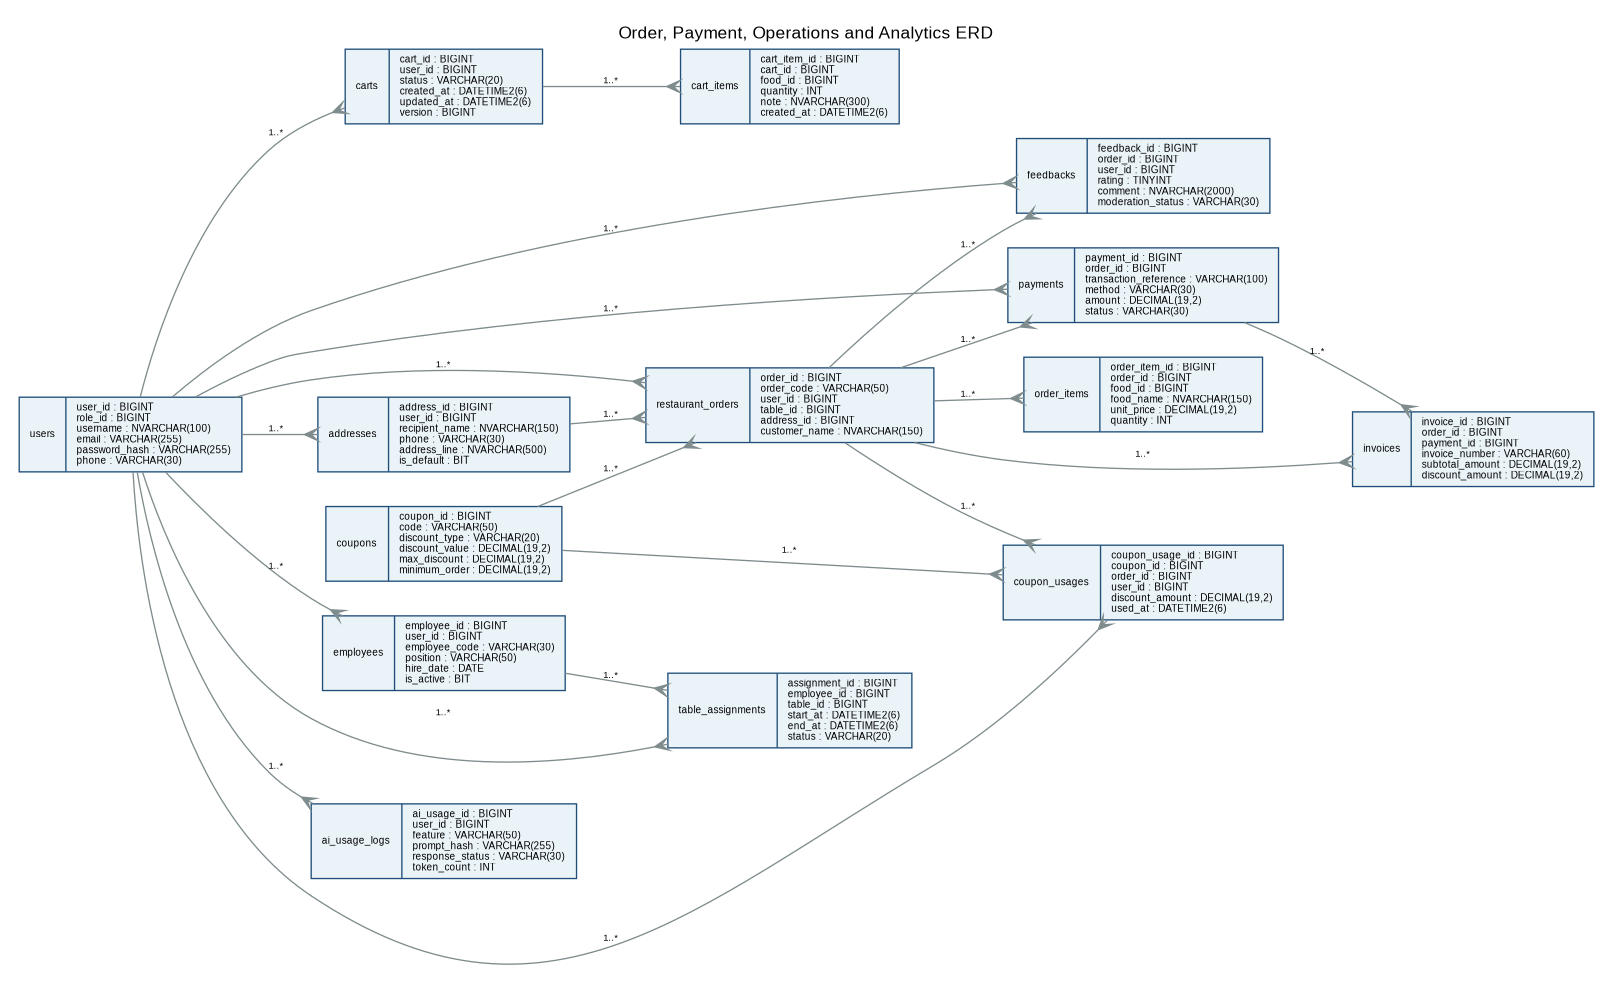 Order, Payment, Operations and Analytics ERD
carts
cart_id : BIGINT
user_id : BIGINT
status : VARCHAR(20)
created_at : DATETIME2(6)
updated_at : DATETIME2(6)
version : BIGINT
1..*
cart_items
cart_item_id : BIGINT
cart_id : BIGINT
food_id : BIGINT
quantity : INT
note : NVARCHAR(300)
created_at : DATETIME2(6)
1..*
feedbacks
feedback_id : BIGINT
order_id : BIGINT
user_id : BIGINT
rating : TINYINT
comment : NVARCHAR(2000)
moderation_status : VARCHAR(30)
1..*
1..*
payments
payment_id : BIGINT
order_id : BIGINT
transaction_reference : VARCHAR(100)
method : VARCHAR(30)
amount : DECIMAL(19,2)
status : VARCHAR(30)
1..*
1..*
1..*
1..*
restaurant_orders
order_id : BIGINT
order_code : VARCHAR(50)
user_id : BIGINT
table_id : BIGINT
address_id : BIGINT
customer_name : NVARCHAR(150)
1..*
order_items
order_item_id : BIGINT
order_id : BIGINT
food_id : BIGINT
food_name : NVARCHAR(150)
unit_price : DECIMAL(19,2)
quantity : INT
users
user_id : BIGINT
role_id : BIGINT
username : NVARCHAR(100)
email : VARCHAR(255)
password_hash : VARCHAR(255)
phone : VARCHAR(30)
1..*
addresses
address_id : BIGINT
user_id : BIGINT
recipient_name : NVARCHAR(150)
phone : VARCHAR(30)
address_line : NVARCHAR(500)
is_default : BIT
1..*
1..*
1..*
invoices
invoice_id : BIGINT
order_id : BIGINT
payment_id : BIGINT
invoice_number : VARCHAR(60)
subtotal_amount : DECIMAL(19,2)
discount_amount : DECIMAL(19,2)
coupons
coupon_id : BIGINT
code : VARCHAR(50)
discount_type : VARCHAR(20)
discount_value : DECIMAL(19,2)
max_discount : DECIMAL(19,2)
minimum_order : DECIMAL(19,2)
1..*
1..*
coupon_usages
coupon_usage_id : BIGINT
coupon_id : BIGINT
order_id : BIGINT
user_id : BIGINT
discount_amount : DECIMAL(19,2)
used_at : DATETIME2(6)
1..*
employees
employee_id : BIGINT
user_id : BIGINT
employee_code : VARCHAR(30)
position : VARCHAR(50)
hire_date : DATE
is_active : BIT
1..*
1..*
table_assignments
assignment_id : BIGINT
employee_id : BIGINT
table_id : BIGINT
start_at : DATETIME2(6)
end_at : DATETIME2(6)
status : VARCHAR(20)
1..*
ai_usage_logs
ai_usage_id : BIGINT
user_id : BIGINT
feature : VARCHAR(50)
prompt_hash : VARCHAR(255)
response_status : VARCHAR(30)
token_count : INT
1..*